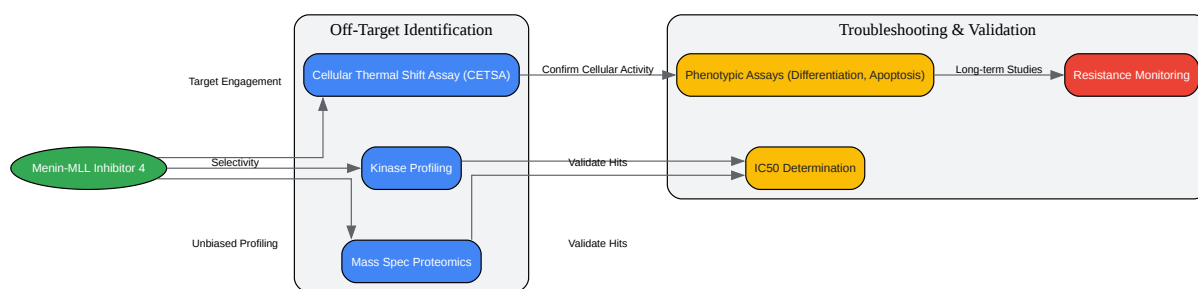 Off-Target Identification
Troubleshooting & Validation
Target Engagement
Cellular Thermal Shift Assay (CETSA)
Confirm Cellular Activity
Phenotypic Assays (Differentiation, Apoptosis)
Long-term Studies
Resistance Monitoring
Menin-MLL Inhibitor 4
Selectivity
Kinase Profiling
Validate Hits
IC50 Determination
Unbiased Profiling
Mass Spec Proteomics
Validate Hits